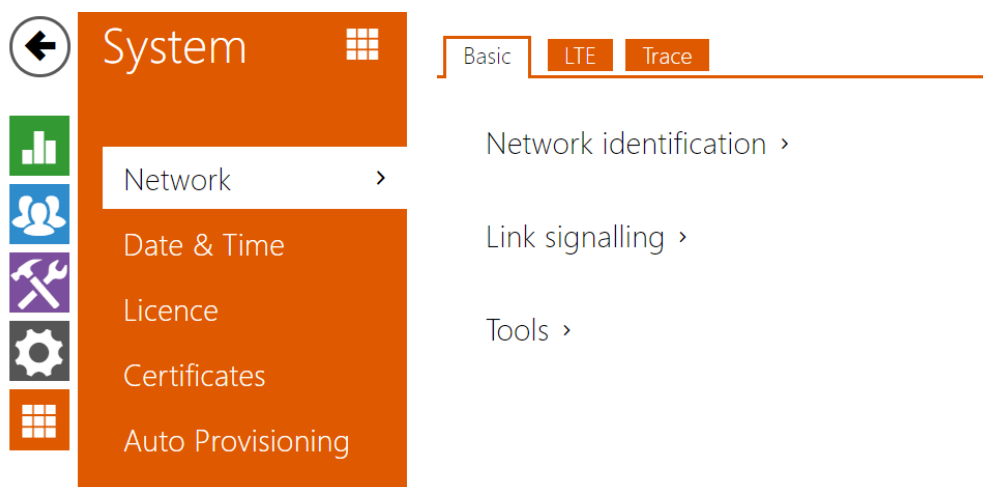 System
Network
Date & Time
Licence
Certificates
Auto Provisioning
Basic LTE Trace
Network identification
Link signalling
Tools